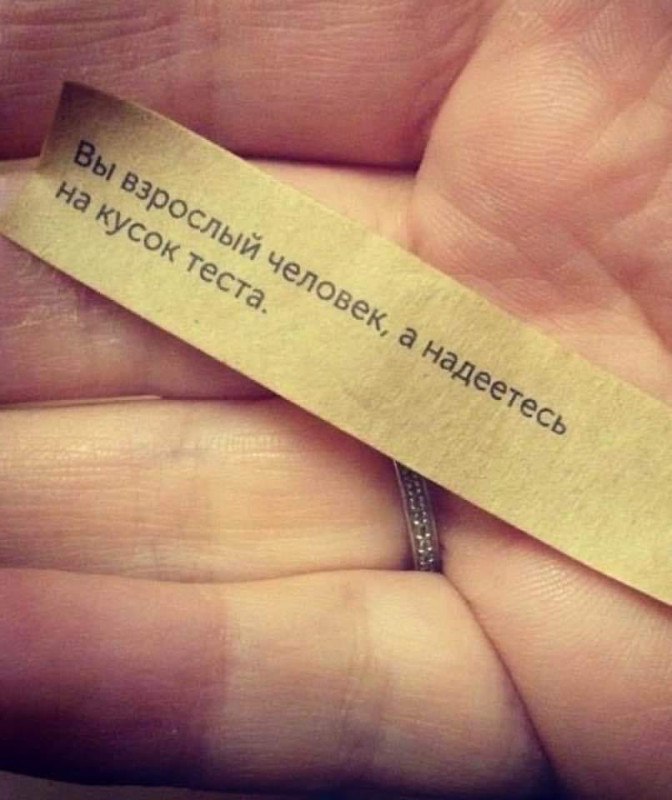 Вы взрослый человек, а надеетесь
на кусок теста.